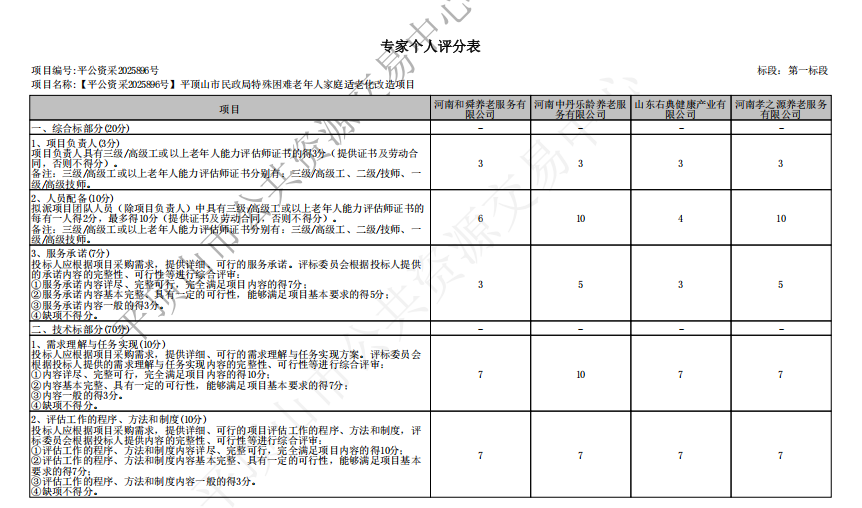 专家个人评分表
项目编号:平公资采2025896号
标段: 第一标段
项目名称:【平公资采2025896号】平顶山市民政局特殊困难老年人家庭适老化改造项目
项目
河南和舜养老服务有
限公司
河南中丹乐龄养老服
务有限公司
山东右典健康产业有
限公司
河南孝之源养老服务
有限公司
一、综合标部分(20分)
-
-
-
-
1、项目负责人(3分)
项目负责人具有三级/高级工或以上老年人能力评估师证书的得3分（提供证书及劳动合
同，否则不得分）。
备注：三级/高级工或以上老年人能力评估师证书分别有：三级/高级工、二级/技师、一
级/高级技师。
3
3
3
3
2、人员配备(10分)
拟派项目团队人员（除项目负责人）中具有三级/高级工或以上老年人能力评估师证书的
每有一人得2分，最多得10分（提供证书及劳动合同，否则不得分）。
备注：三级/高级工或以上老年人能力评估师证书分别有：三级/高级工、二级/技师、一
级/高级技师。
6
10
4
10
3、服务承诺(7分)
投标人应根据项目采购需求，提供详细、可行的服务承诺。评标委员会根据投标人提供
的承诺内容的完整性、可行性等进行综合评审：
①服务承诺内容详尽、完整可行，完全满足项目内容的得7分；
②服务承诺内容基本完整、具有一定的可行性，能够满足项目基本要求的得5分；
③服务承诺内容一般的得3分。
④缺项不得分。
3
5
3
5
二、技术标部分(70分)
-
-
-
-
1、需求理解与任务实现(10分)
投标人应根据项目采购需求，提供详细、可行的需求理解与任务实现方案。评标委员会
根据投标人提供的需求理解与任务实现内容的完整性、可行性等进行综合评审：
①内容详尽、完整可行，完全满足项目内容的得10分；
②内容基本完整、具有一定的可行性，能够满足项目基本要求的得7分；
③内容一般的得3分。
④缺项不得分。
7
10
7
7
2、评估工作的程序、方法和制度(10分)
投标人应根据项目采购需求，提供详细、可行的项目评估工作的程序、方法和制度，评
标委员会根据投标人提供内容的完整性、可行性等进行综合评审：
①评估工作的程序、方法和制度内容详尽、完整可行，完全满足项目内容的得10分；
②评估工作的程序、方法和制度内容基本完整、具有一定的可行性，能够满足项目基本
要求的得7分；
③评估工作的程序、方法和制度内容一般的得3分。
④缺项不得分。
7
7
7
7
平顶山市公共资源交易中心
平顶山市公共资源交易中心